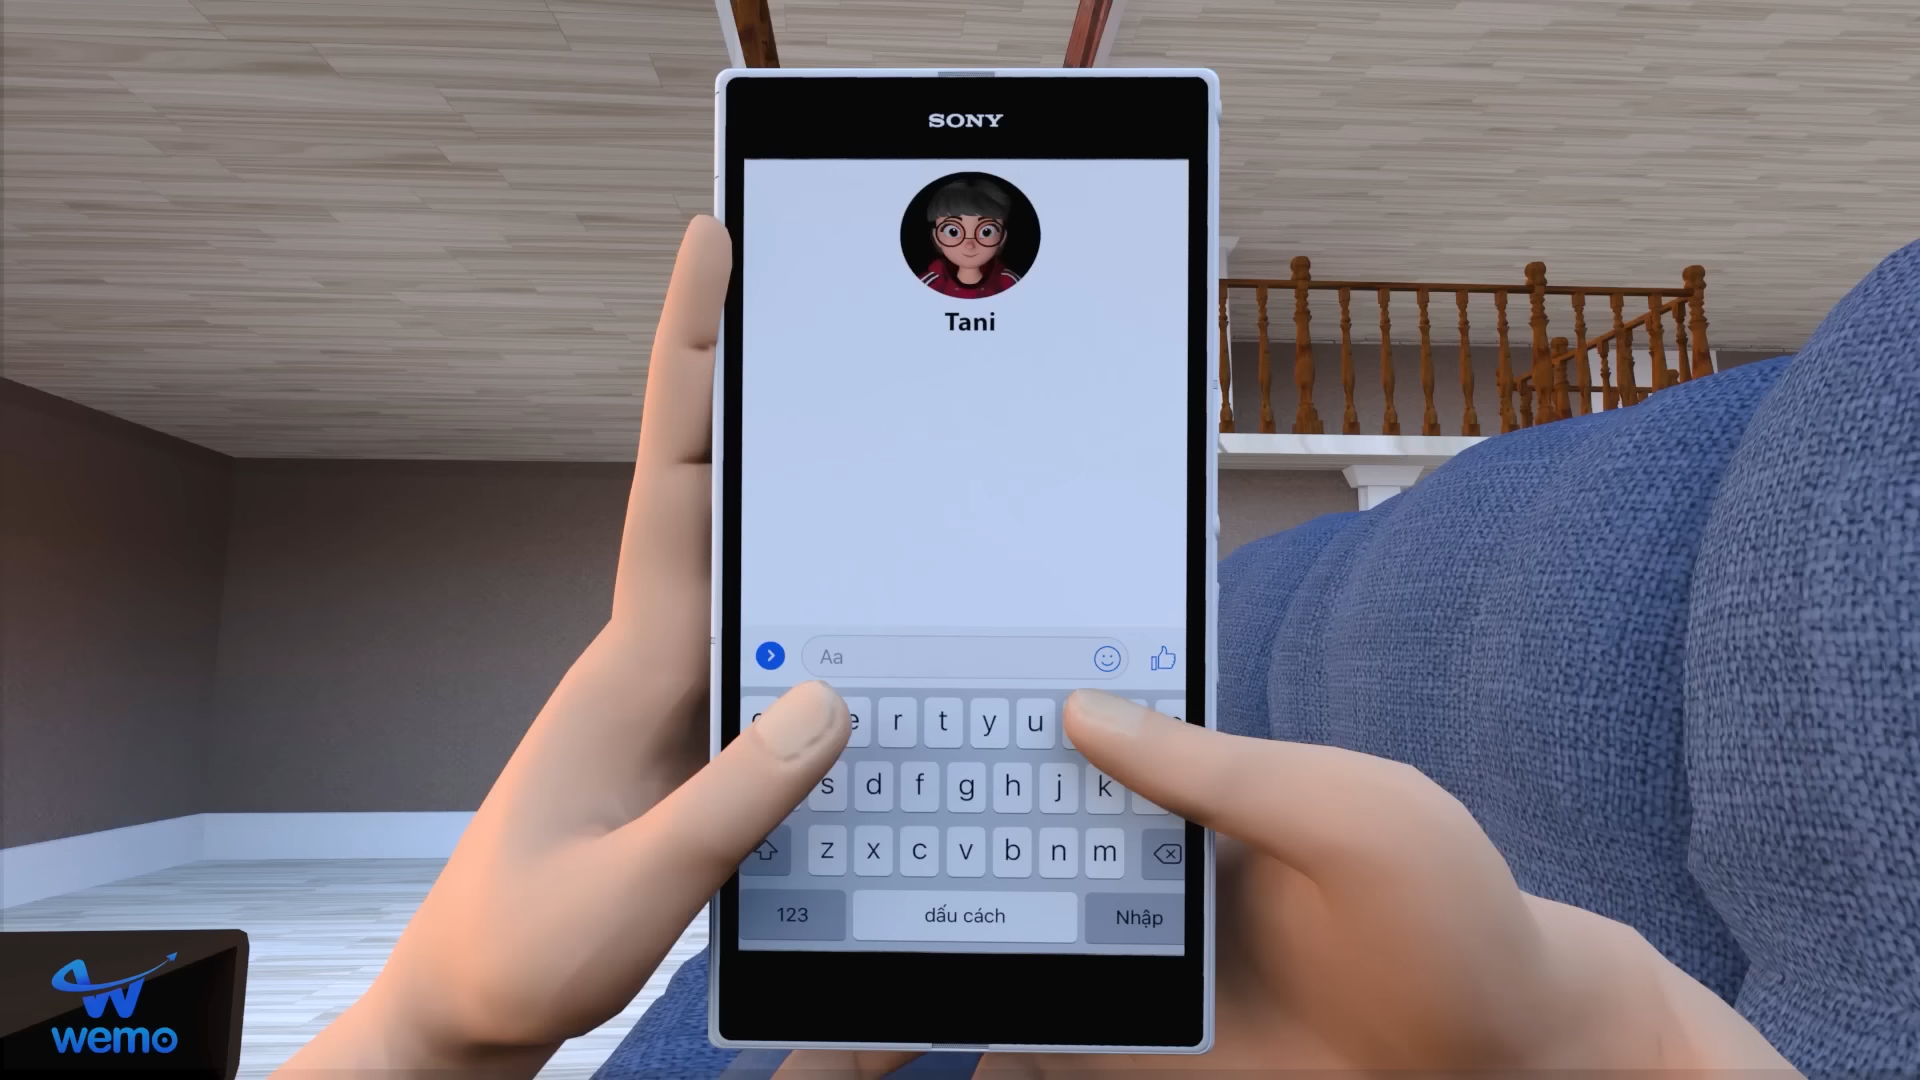 SONY
Tani
Aa
e r t y u
s d f g h j k
z x c v b n m
123 dấu cách Nhập
wemo